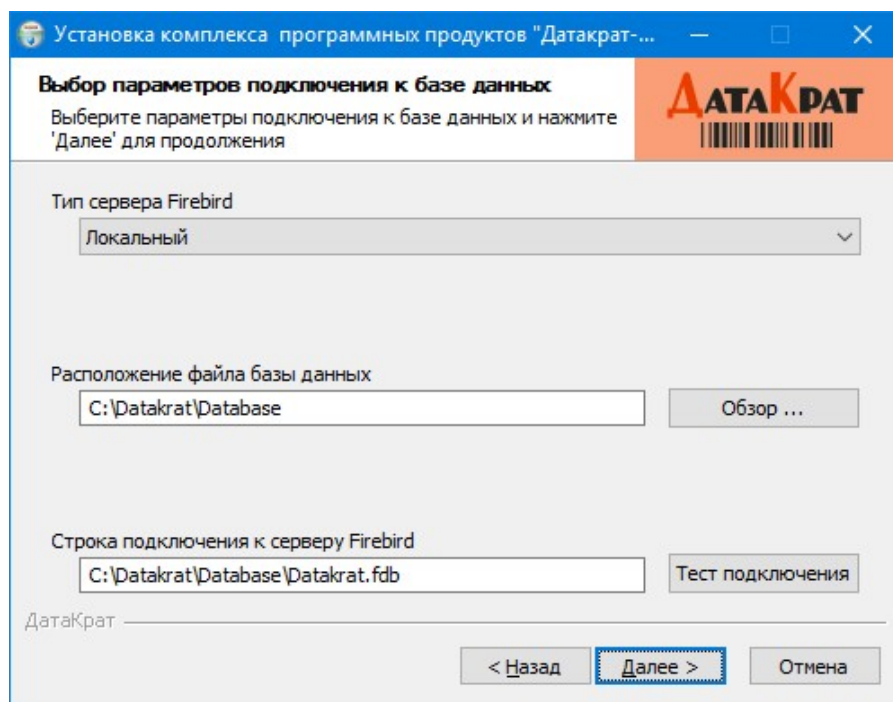 Установка комплекса  программных продуктов "Датакрат-...
Выбор параметров подключения к базе данных
Выберите параметры подключения к базе данных и нажмите
'Далее' для продолжения
ДАТАКРАТ
Тип сервера Firebird
Локальный
Расположение файла базы данных
C:\Datakrat\Database
Обзор ...
Строка подключения к серверу Firebird
C:\Datakrat\Database\Datakrat.fdb
Тест подключения
ДатаКрат
< Назад
Далее >
Отмена